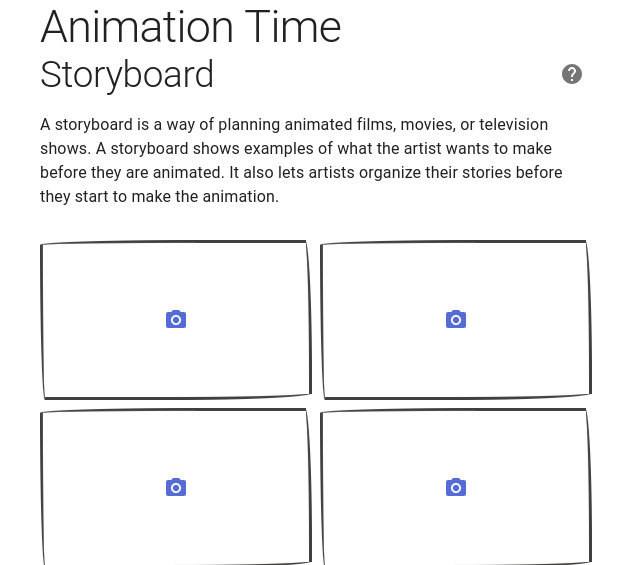 Animation Time
Storyboard
?
A storyboard is a way of planning animated films, movies, or television
shows. A storyboard shows examples of what the artist wants to make
before they are animated. It also lets artists organize their stories before
they start to make the animation.